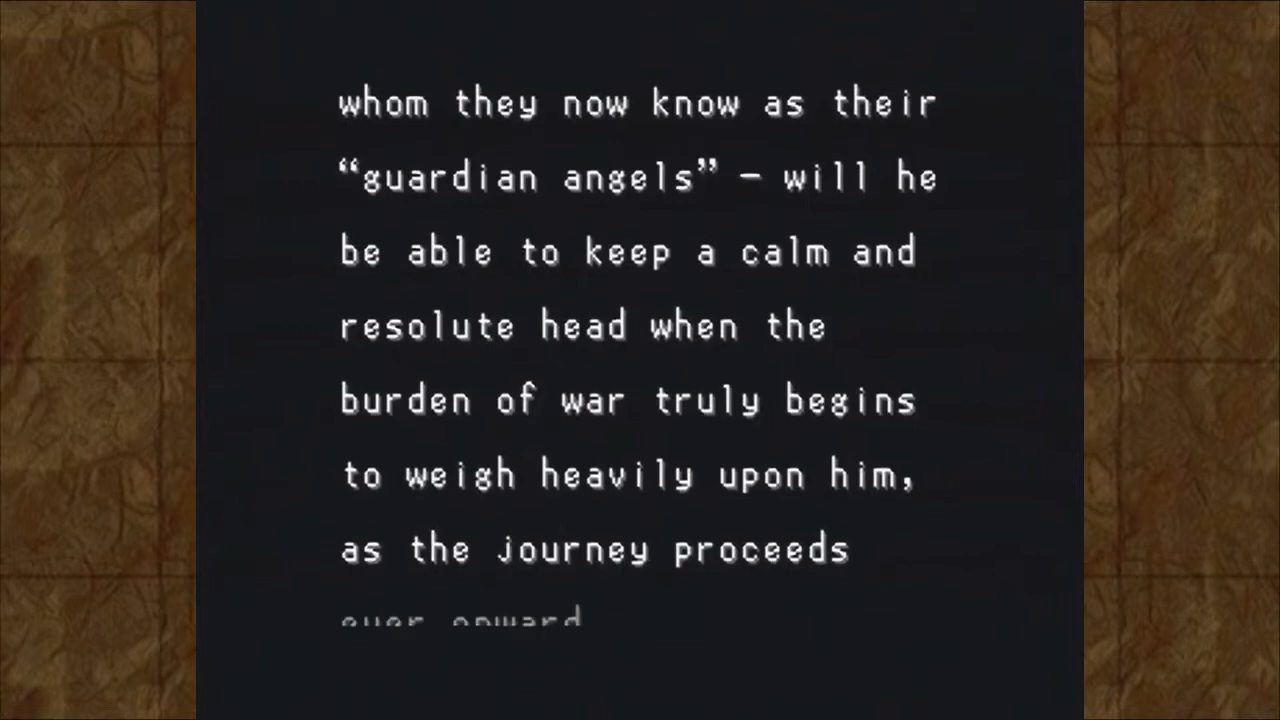 whom they now know as their
“guardian angels” – will he
be able to keep a calm and
resolute head when the
burden of war truly begins
to weigh heavily upon him,
as the journey proceeds
ever onward